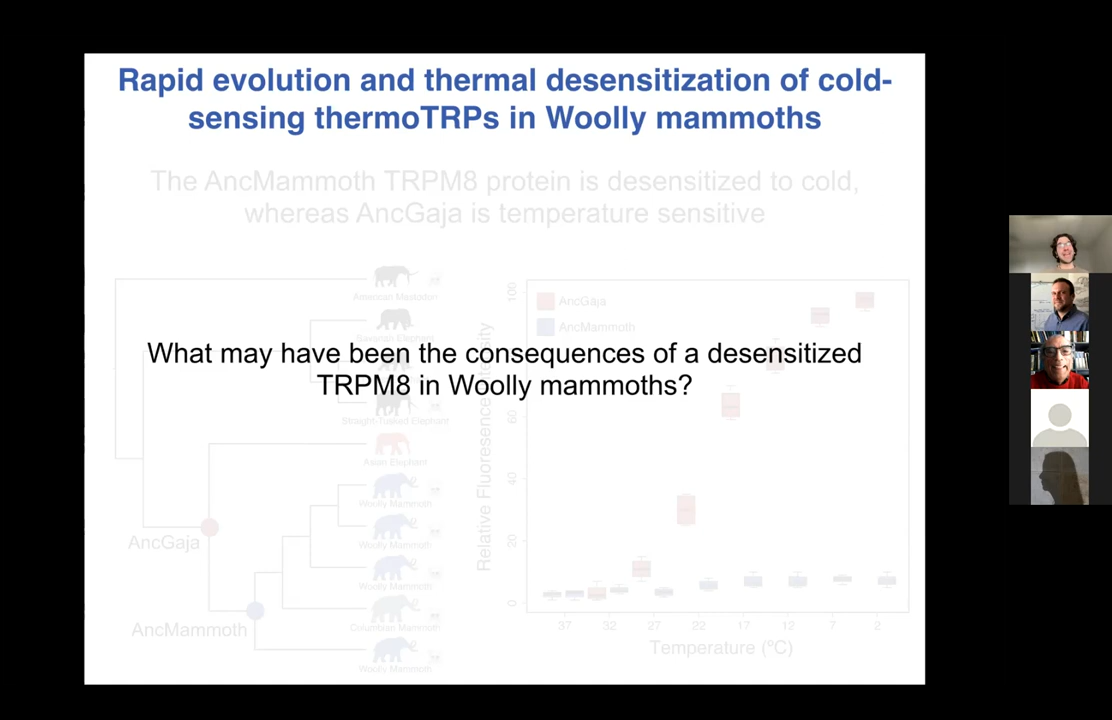 Rapid evolution and thermal desensitization of cold-
sensing thermoTRPs in Woolly mammoths
The AncMammoth TRPM8 protein is desensitized to cold,
whereas AncGaja is temperature sensitive
American Mastodon
What may have been the consequences of a desensitized
TRPM8 in Woolly mammoths?
Straight-Tusked Elephant
Asian Elephant
Woolly Mammoth
Woolly Mammoth
Woolly Mammoth
Columbian Mammoth
Woolly Mammoth
AncGaja
AncMammoth
AncGaja
AncMammoth
Relative Fluoresence
100
60
40
20
0
37 32 27 22 17 12 7 2
Temperature (ºC)